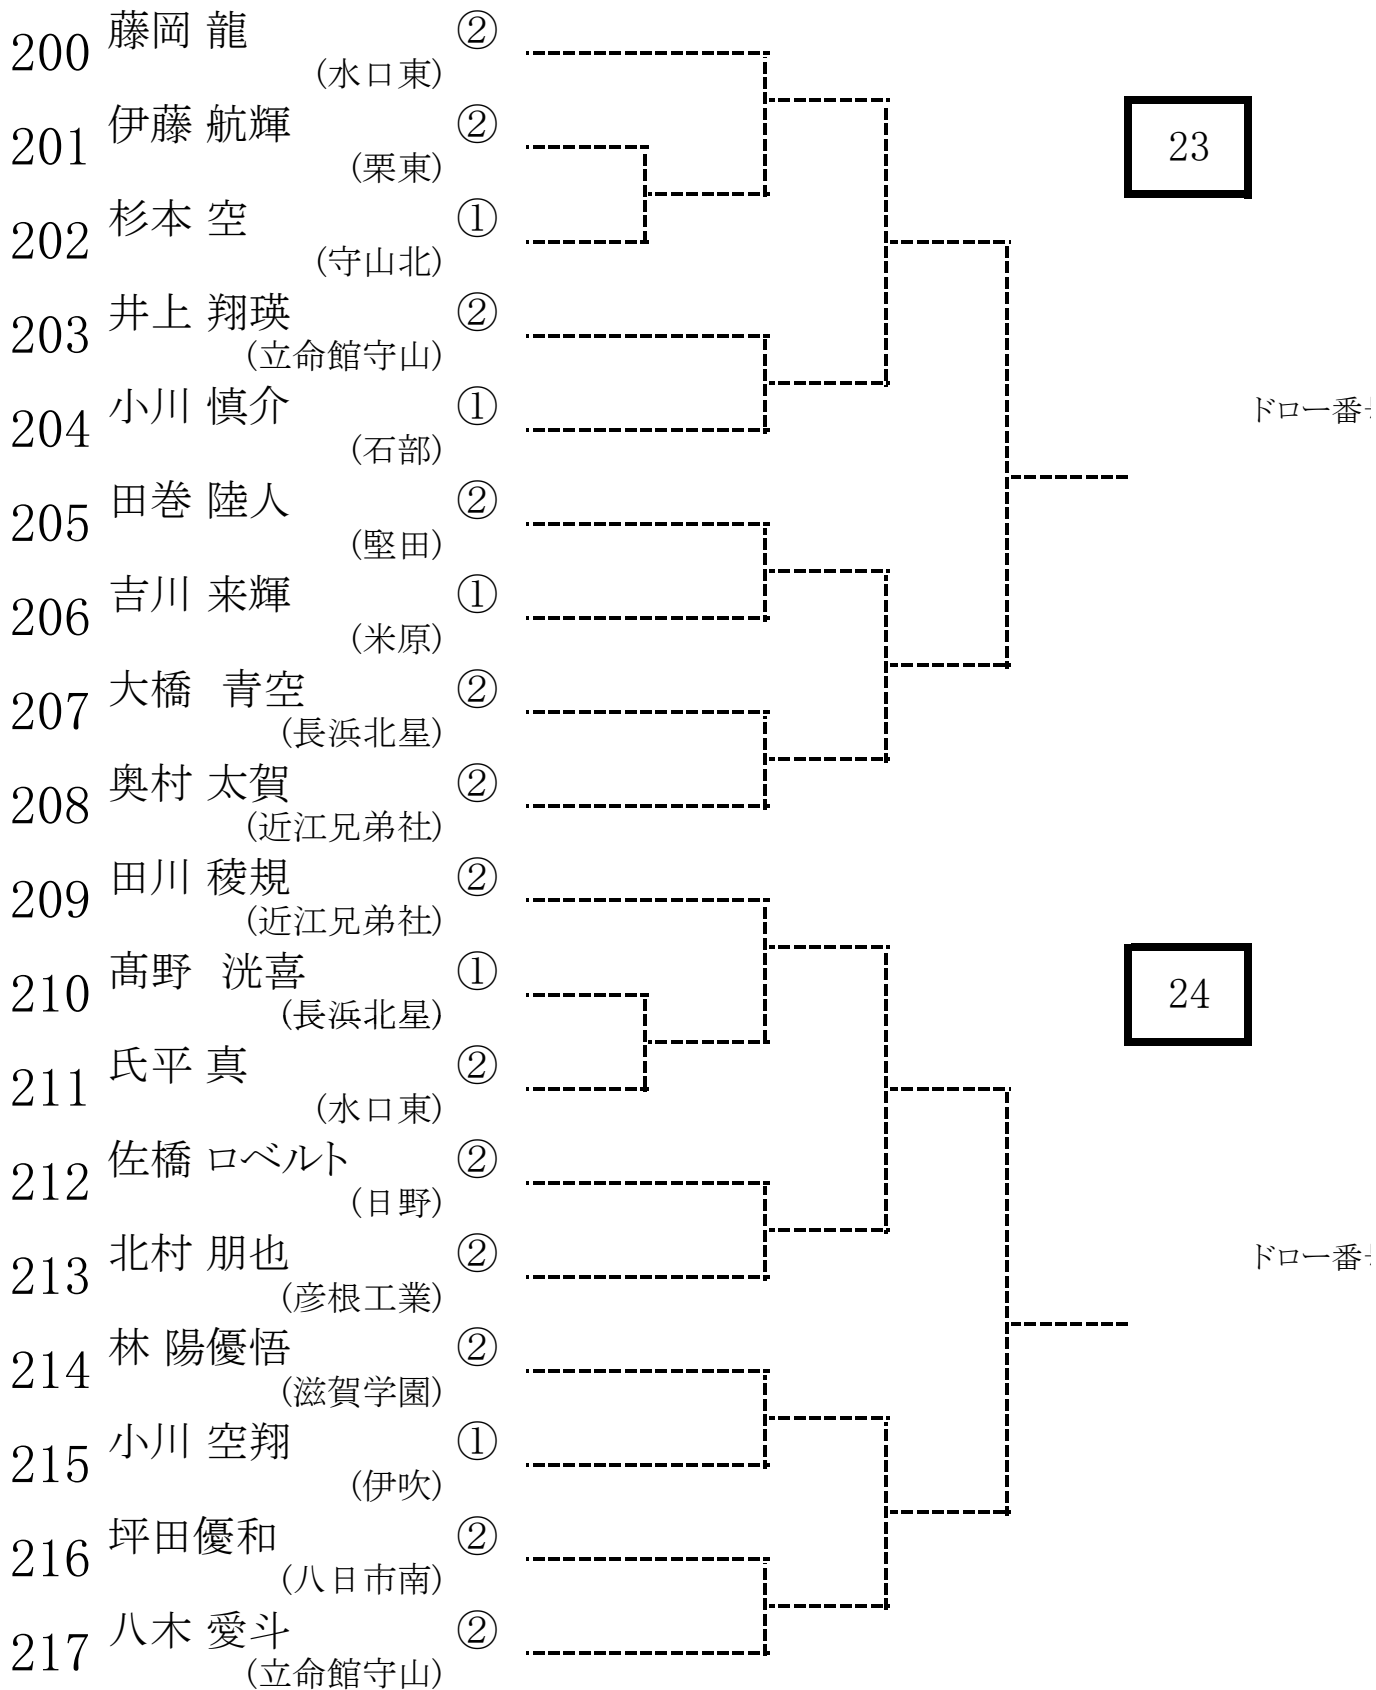 200 藤岡 龍 ②
(水口東)
201 伊藤 航輝 ②
(栗東)
23
202 杉本 空 ①
(守山北)
203 井上 翔瑛 ②
(立命館守山)
204 小川 慎介 ①
(石部)
ドロー番
205 田巻 陸人 ②
(堅田)
206 吉川 来輝 ①
(米原)
207 大橋 青空 ②
(長浜北星)
208 奥村 太賀 ②
(近江兄弟社)
209 田川 稜規 ②
(近江兄弟社)
210 髙野 洸喜 ①
(長浜北星)
24
211 氏平 真 ②
(水口東)
212 佐橋 ロベルト ②
(日野)
213 北村 朋也 ②
(彦根工業)
ドロー番
214 林 陽優悟 ②
(滋賀学園)
215 小川 空翔 ①
(伊吹)
216 坪田優和 ②
(八日市南)
217 八木 愛斗 ②
(立命館守山)